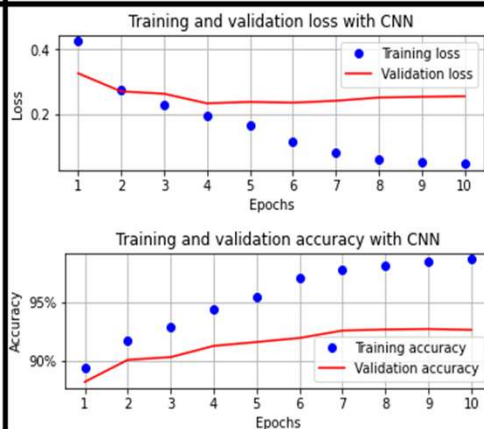 Training and validation loss with CNN
0.4
0.2
Loss
Training loss
Validation loss
1 2 3 4 5 6 7 8 9 10
Epochs
Training and validation accuracy with CNN
95%
90%
Accuracy
Training accuracy
Validation accuracy
1 2 3 4 5 6 7 8 9 10
Epochs